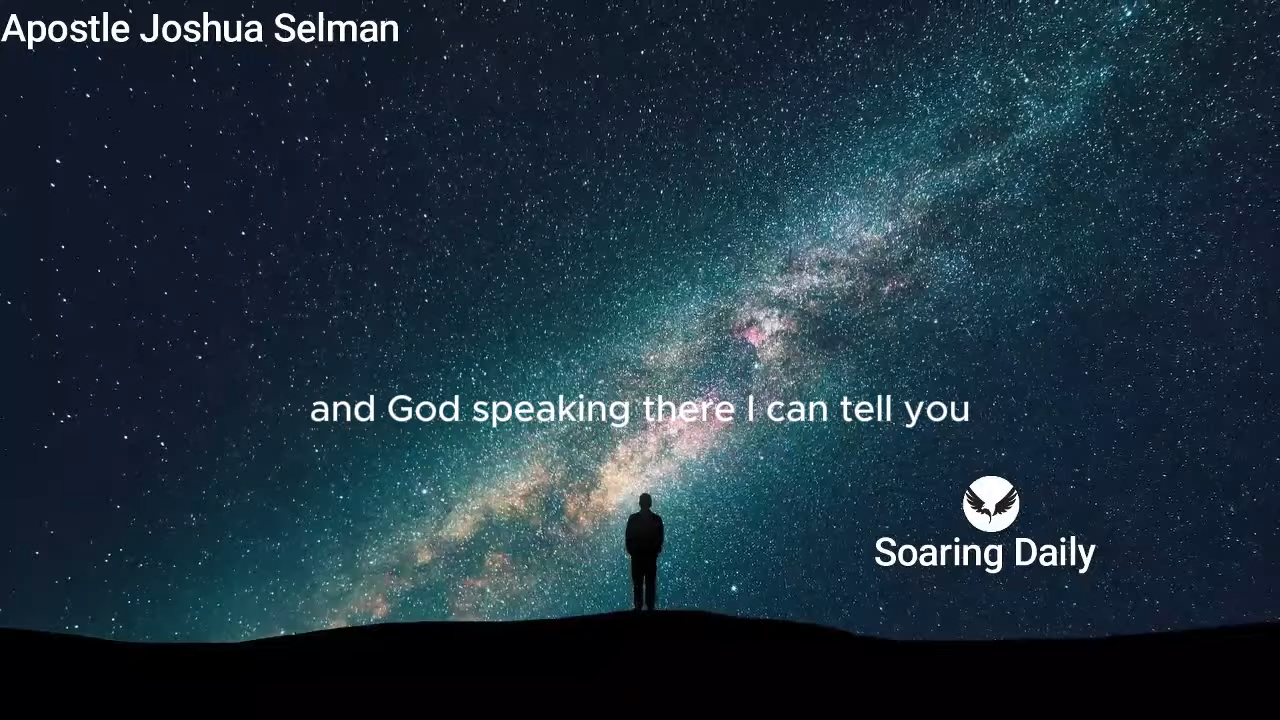 Apostle Joshua Selman
and God speaking there I can tell you
Soaring Daily